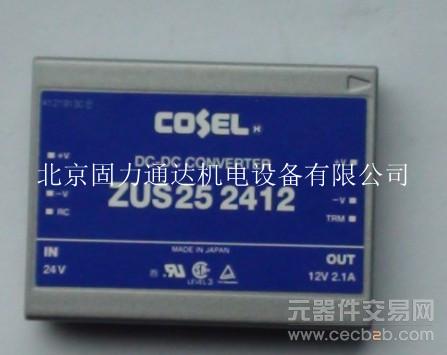 COSEL
DC-DC CONVERTER
+V
+V
北京固力通达机电设备有限公司
-V
-V
ZUS25 2412
RC
TRM
MADE IN JAPAN
IN
OUT
24V
LEVEL 3
12V 2.1A
元器件交易网
www.cecb2b.com